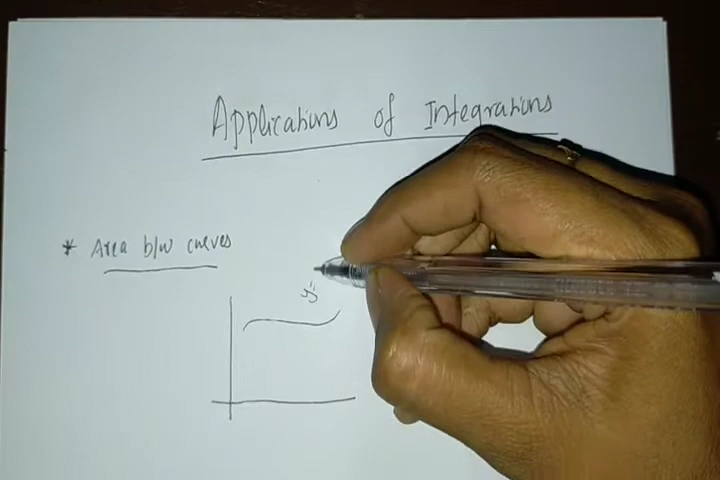 Applications of Integrations
* Area b/w curves
y=